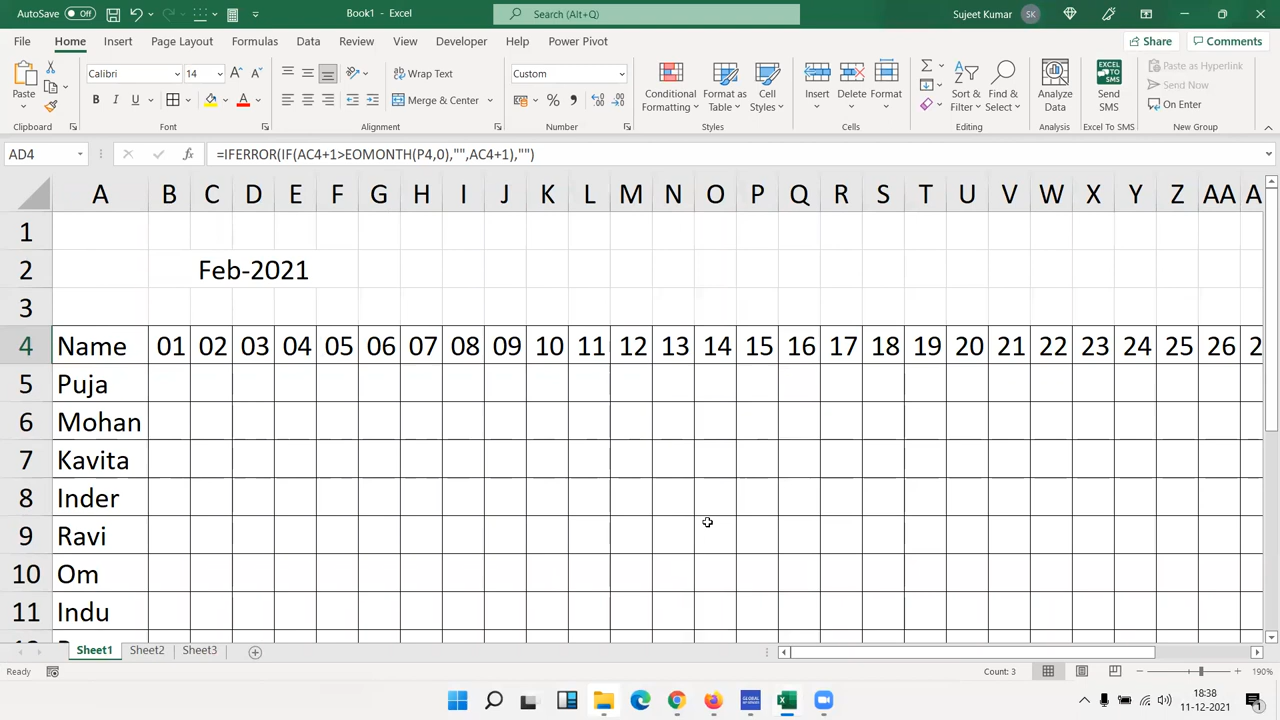 AutoSave Off Book1 - Excel Search (Alt+Q) Sujeet Kumar SK
File Home Insert Page Layout Formulas Data Review View Developer Help Power Pivot Share Comments
Calibri 14 Wrap Text Custom Paste as Hyperlink
Send Now
Paste B I U A Merge & Center Conditional Formatting Format as Table Cell Styles Insert Delete Format Sort & Filter Find & Select Analyze Data Send SMS On Enter
Clipboard Font Alignment Number Styles Cells Editing Analysis Excel To SMS New Group
AD4 fx =IFERROR(IF(AC4+1>EOMONTH(P4,0),"",AC4+1),"")
A B C D E F G H I J K L M N O P Q R S T U V W X Y Z AA A
1
2 Feb-2021
3
4 Name 01 02 03 04 05 06 07 08 09 10 11 12 13 14 15 16 17 18 19 20 21 22 23 24 25 26 2
5 Puja
6 Mohan
7 Kavita
8 Inder
9 Ravi
10 Om
11 Indu
Sheet1 Sheet2 Sheet3
Ready Count: 3 190%
18:38
11-12-2021